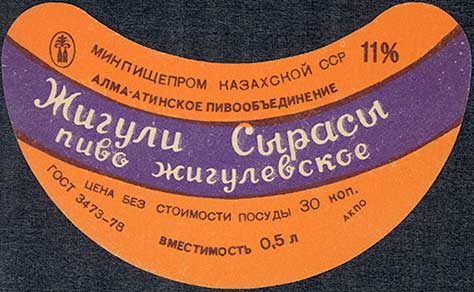 МИНПИЩЕПРОМ КАЗАХСКОЙ ССР 11%
АЛМА-АТИНСКОЕ ПИВООБЪЕДИНЕНИЕ
Жигули Сырасы
пиво жигулевское
ЦЕНА БЕЗ СТОИМОСТИ ПОСУДЫ 30 КОП.
ГОСТ 3473-78
ВМЕСТИМОСТЬ 0,5 л
АКПО